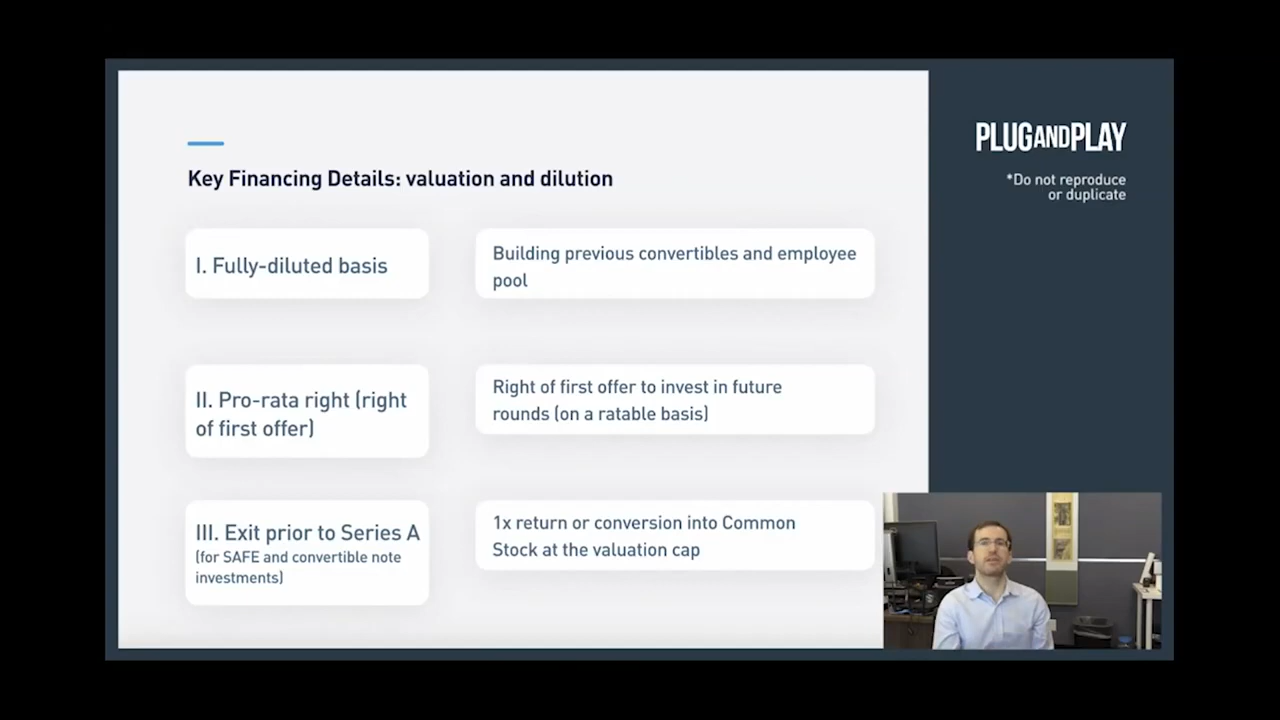 PLUGANDPLAY
*Do not reproduce
or duplicate
Key Financing Details: valuation and dilution
I. Fully-diluted basis
Building previous convertibles and employee
pool
II. Pro-rata right (right
of first offer)
Right of first offer to invest in future
rounds (on a ratable basis)
III. Exit prior to Series A
(for SAFE and convertible note
investments)
1x return or conversion into Common
Stock at the valuation cap